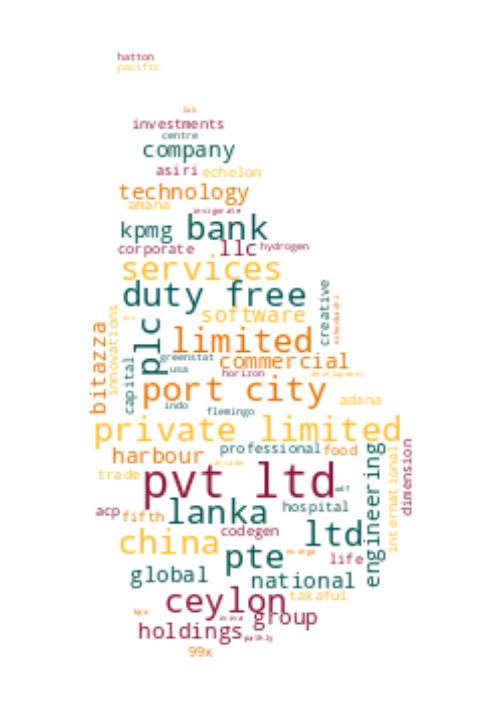 hatton
pacific
investments
centre
company
asiri echelon
technology
amana
invigorate
kpmg bank
corporate llc hydrogen
services
duty free
creative
software
innovations
bitazza
plc
limited
greenstat
commercial
capital
usa
horizon
development
port city
adana
indo
flemingo
private limited
professional food
harbour
engineering
international
dimension
trade
pvt ltd
hospital
acp fifth lanka
codegen
ltd
china
pte
life
global
national
ceylon
takaful
group
holdings
99x